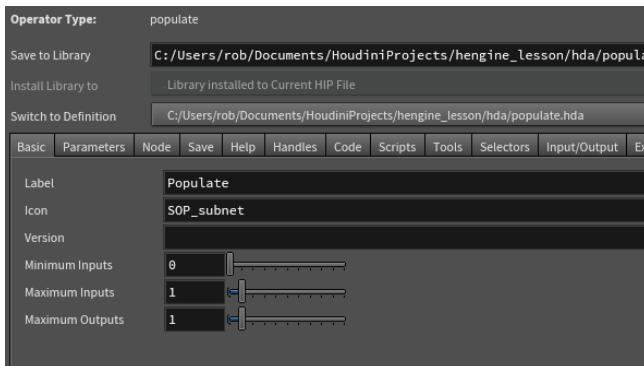 Operator Type: populate
Save to Library C:/Users/rob/Documents/HoudiniProjects/hengine_lesson/hda/popula
Install Library to Library installed to Current HIP File
Switch to Definition C:/Users/rob/Documents/HoudiniProjects/hengine_lesson/hda/populate.hda
Basic Parameters Node Save Help Handles Code Scripts Tools Selectors Input/Output
Label Populate
Icon SOP_subnet
Version
Minimum Inputs 0
Maximum Inputs 1
Maximum Outputs 1